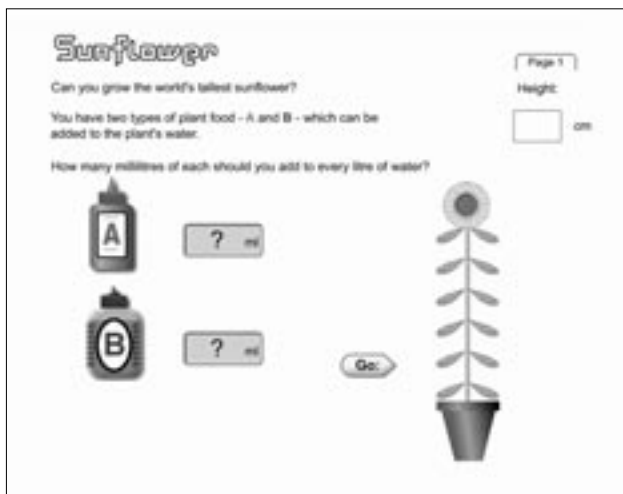 Sunflower
Page 1
Can you grow the world's tallest sunflower?
Height:
You have two types of plant food - A and B - which can be
added to the plant's water.
cm
How many millilitres of each should you add to every litre of water?
A
? ml
B
? ml
Go: